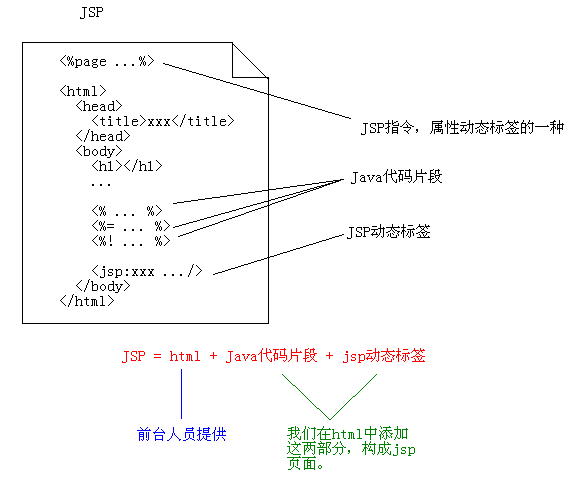 JSP
<%page ...%>
<html>
<head>
<title>xxx</title>
</head>
<body>
<h1></h1>
...
<% ... %>
<%= ... %>
<%! ... %>
<jsp:xxx .../>
</body>
</html>
JSP指令，属性动态标签的一种
Java代码片段
JSP动态标签
JSP = html + Java代码片段 + jsp动态标签
前台人员提供
我们在html中添加
这两部分，构成jsp
页面。